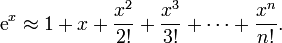 e^x ≈ 1 + x + x^2/2! + x^3/3! + ⋯ + x^n/n!.